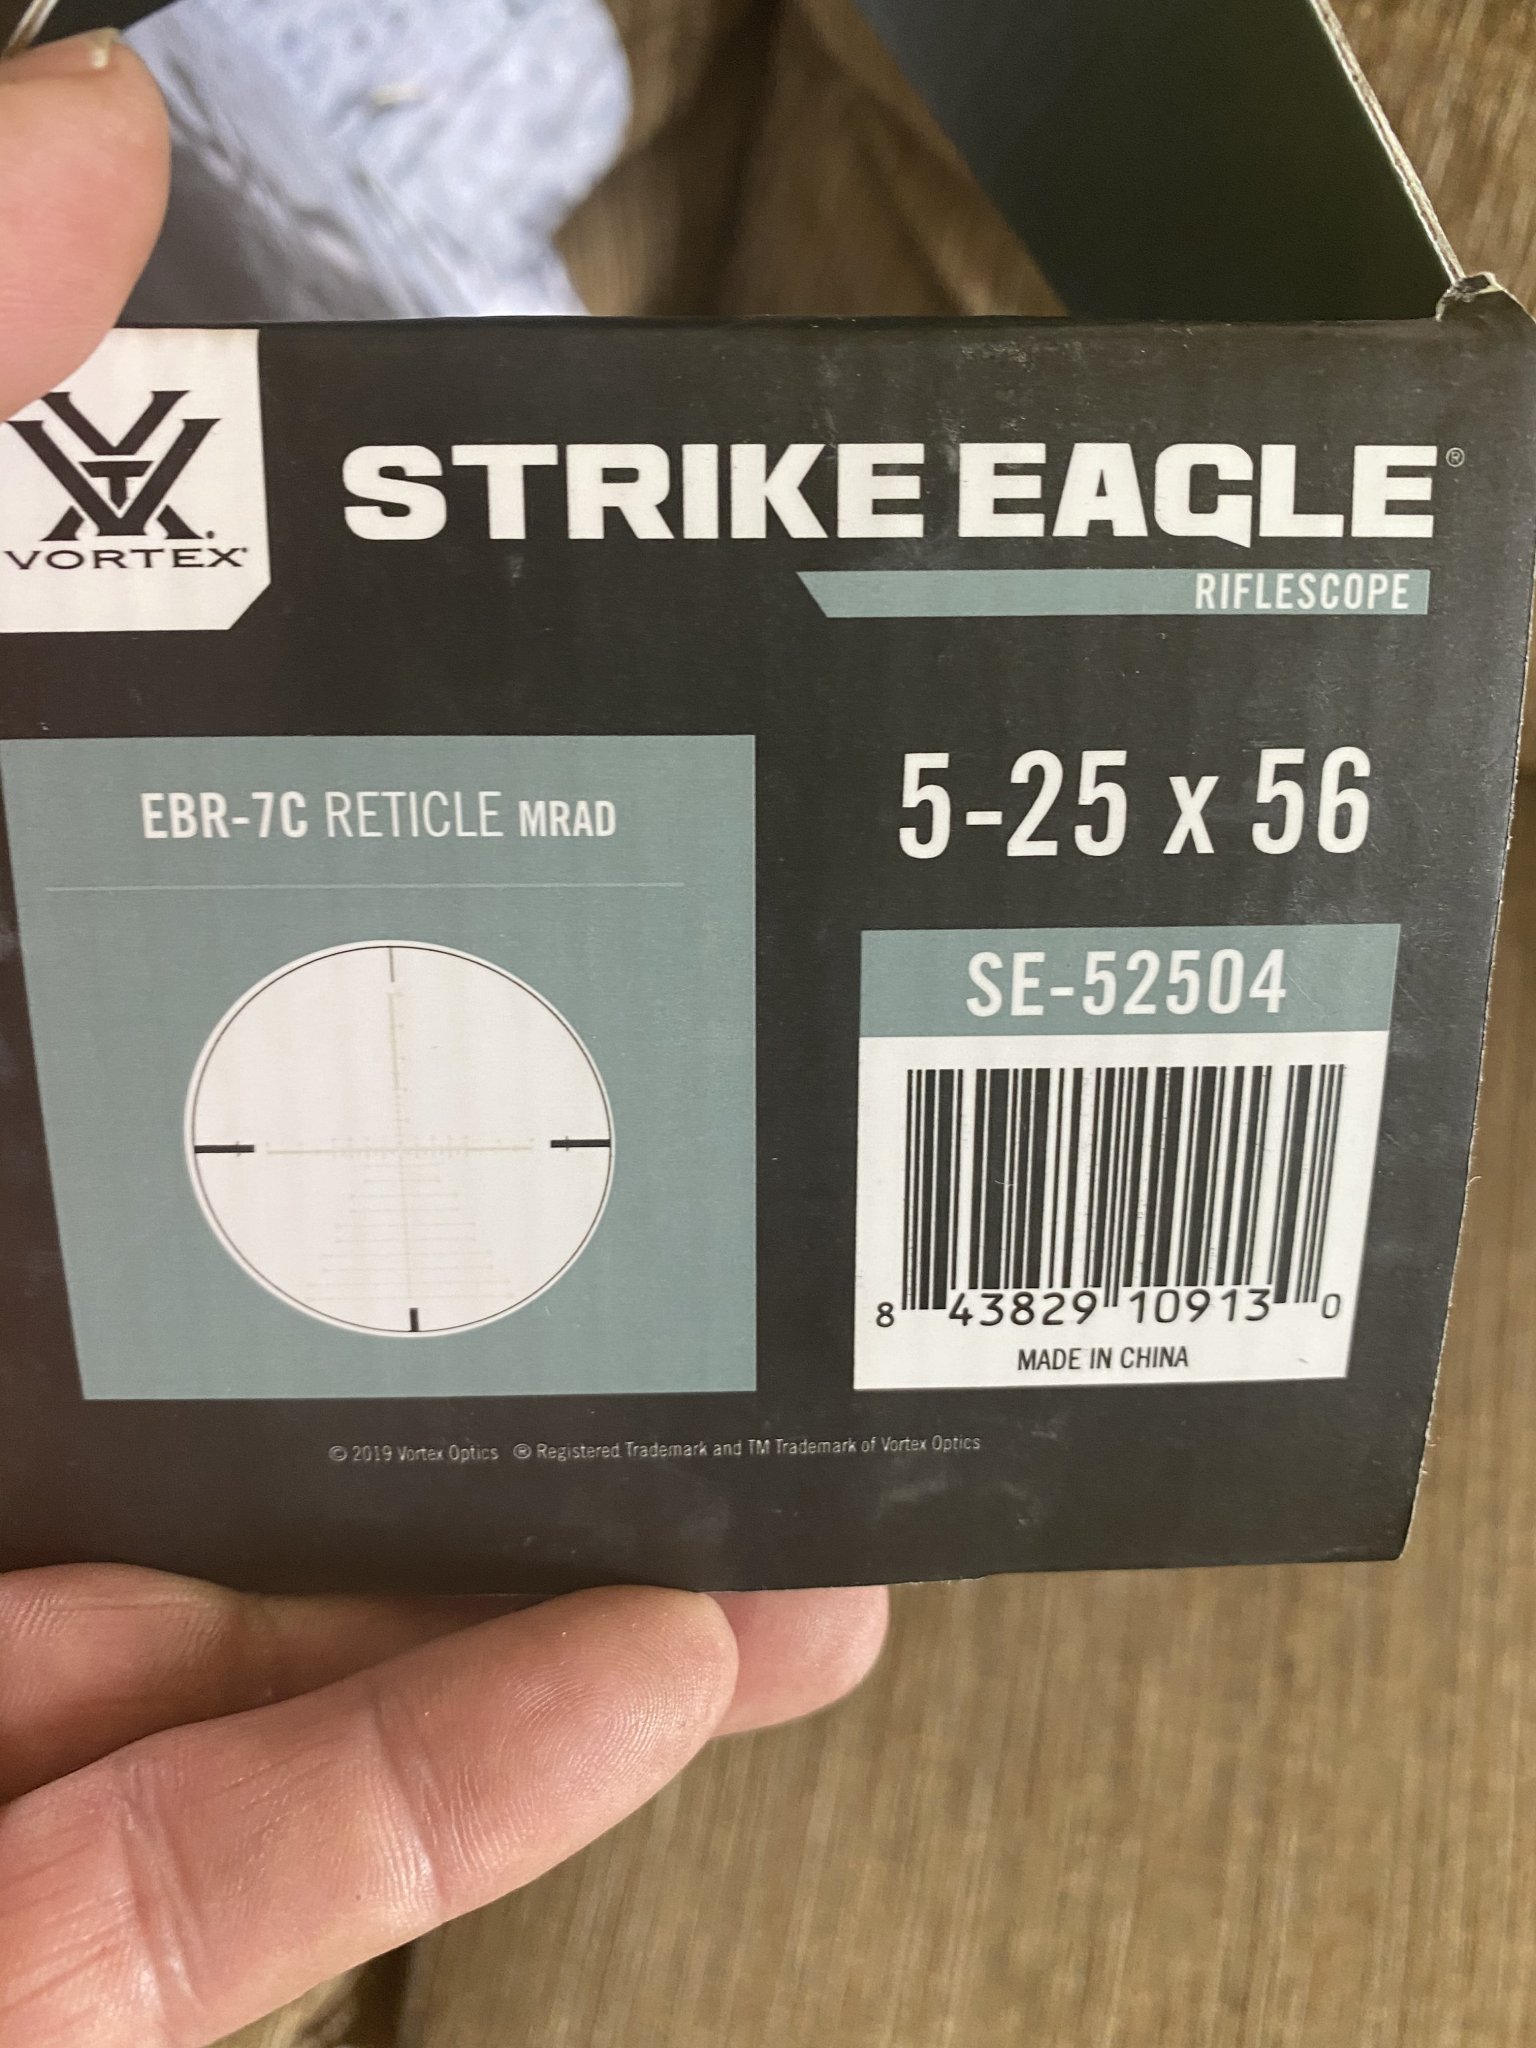 VORTEX®
STRIKE EAGLE®
RIFLESCOPE
EBR-7C RETICLE MRAD
5-25 x 56
SE-52504
8 43829 10913 0
MADE IN CHINA
© 2019 Vortex Optics ® Registered Trademark and TM Trademark of Vortex Optics